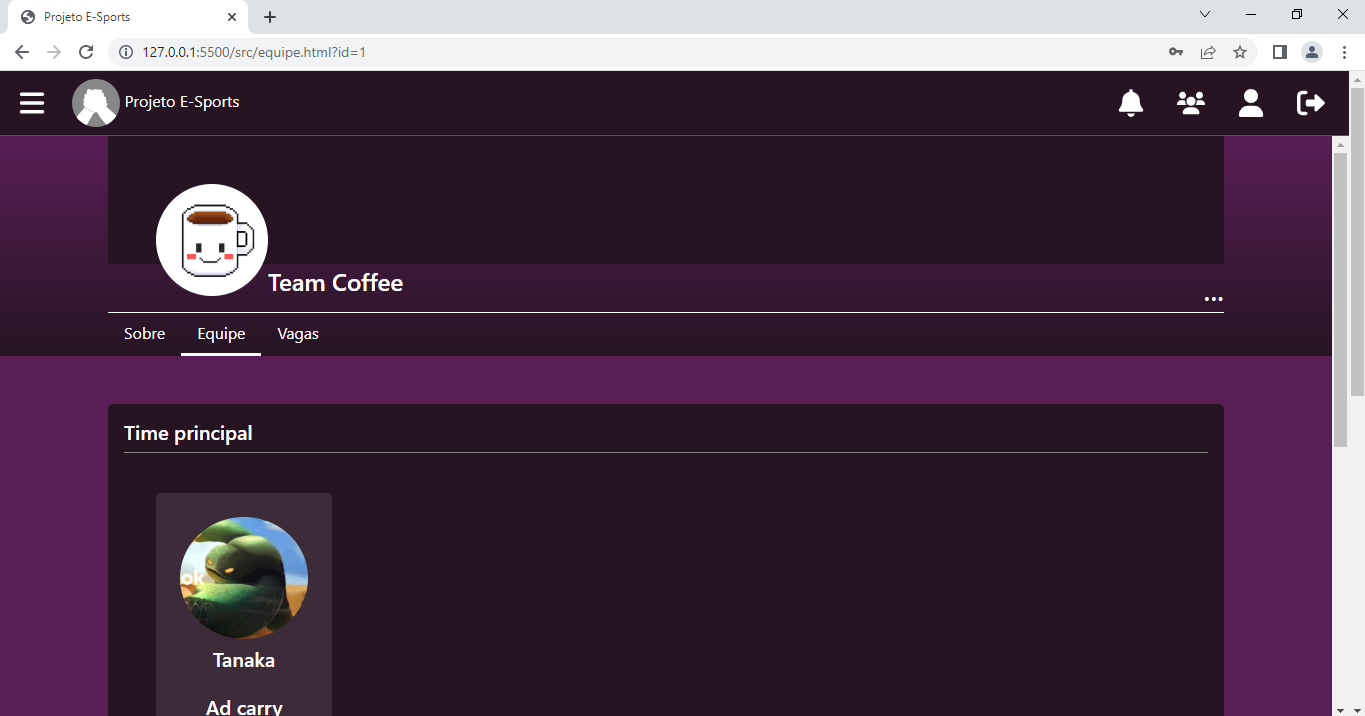 Projeto E-Sports
127.0.0.1:5500/src/equipe.html?id=1
Projeto E-Sports
Team Coffee
Sobre Equipe Vagas
Time principal
ok
Tanaka
Ad carry